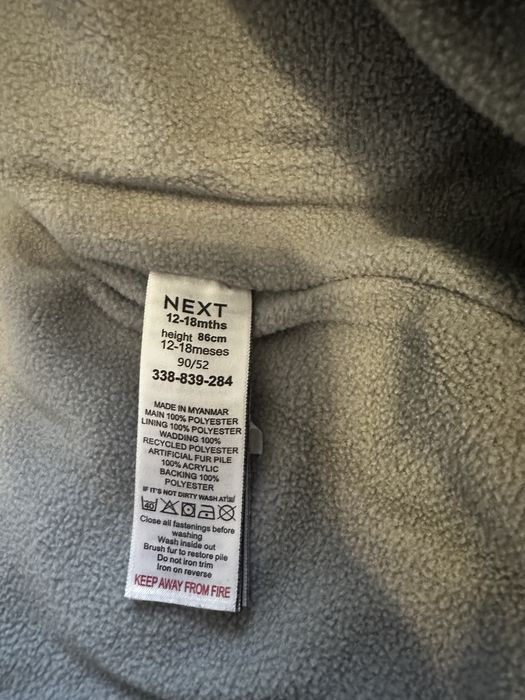 NEXT
12-18mths
height 86cm
12-18meses
90/52
338-839-284
MADE IN MYANMAR
MAIN 100% POLYESTER
LINING 100% POLYESTER
WADDING 100%
RECYCLED POLYESTER
ARTIFICIAL FUR PILE
100% ACRYLIC
BACKING 100%
POLYESTER
IF IT'S NOT DIRTY WASH AT
40
Close all fastenings before
washing
Wash inside out
Brush fur to restore pile
Do not iron trim
Iron on reverse
KEEP AWAY FROM FIRE